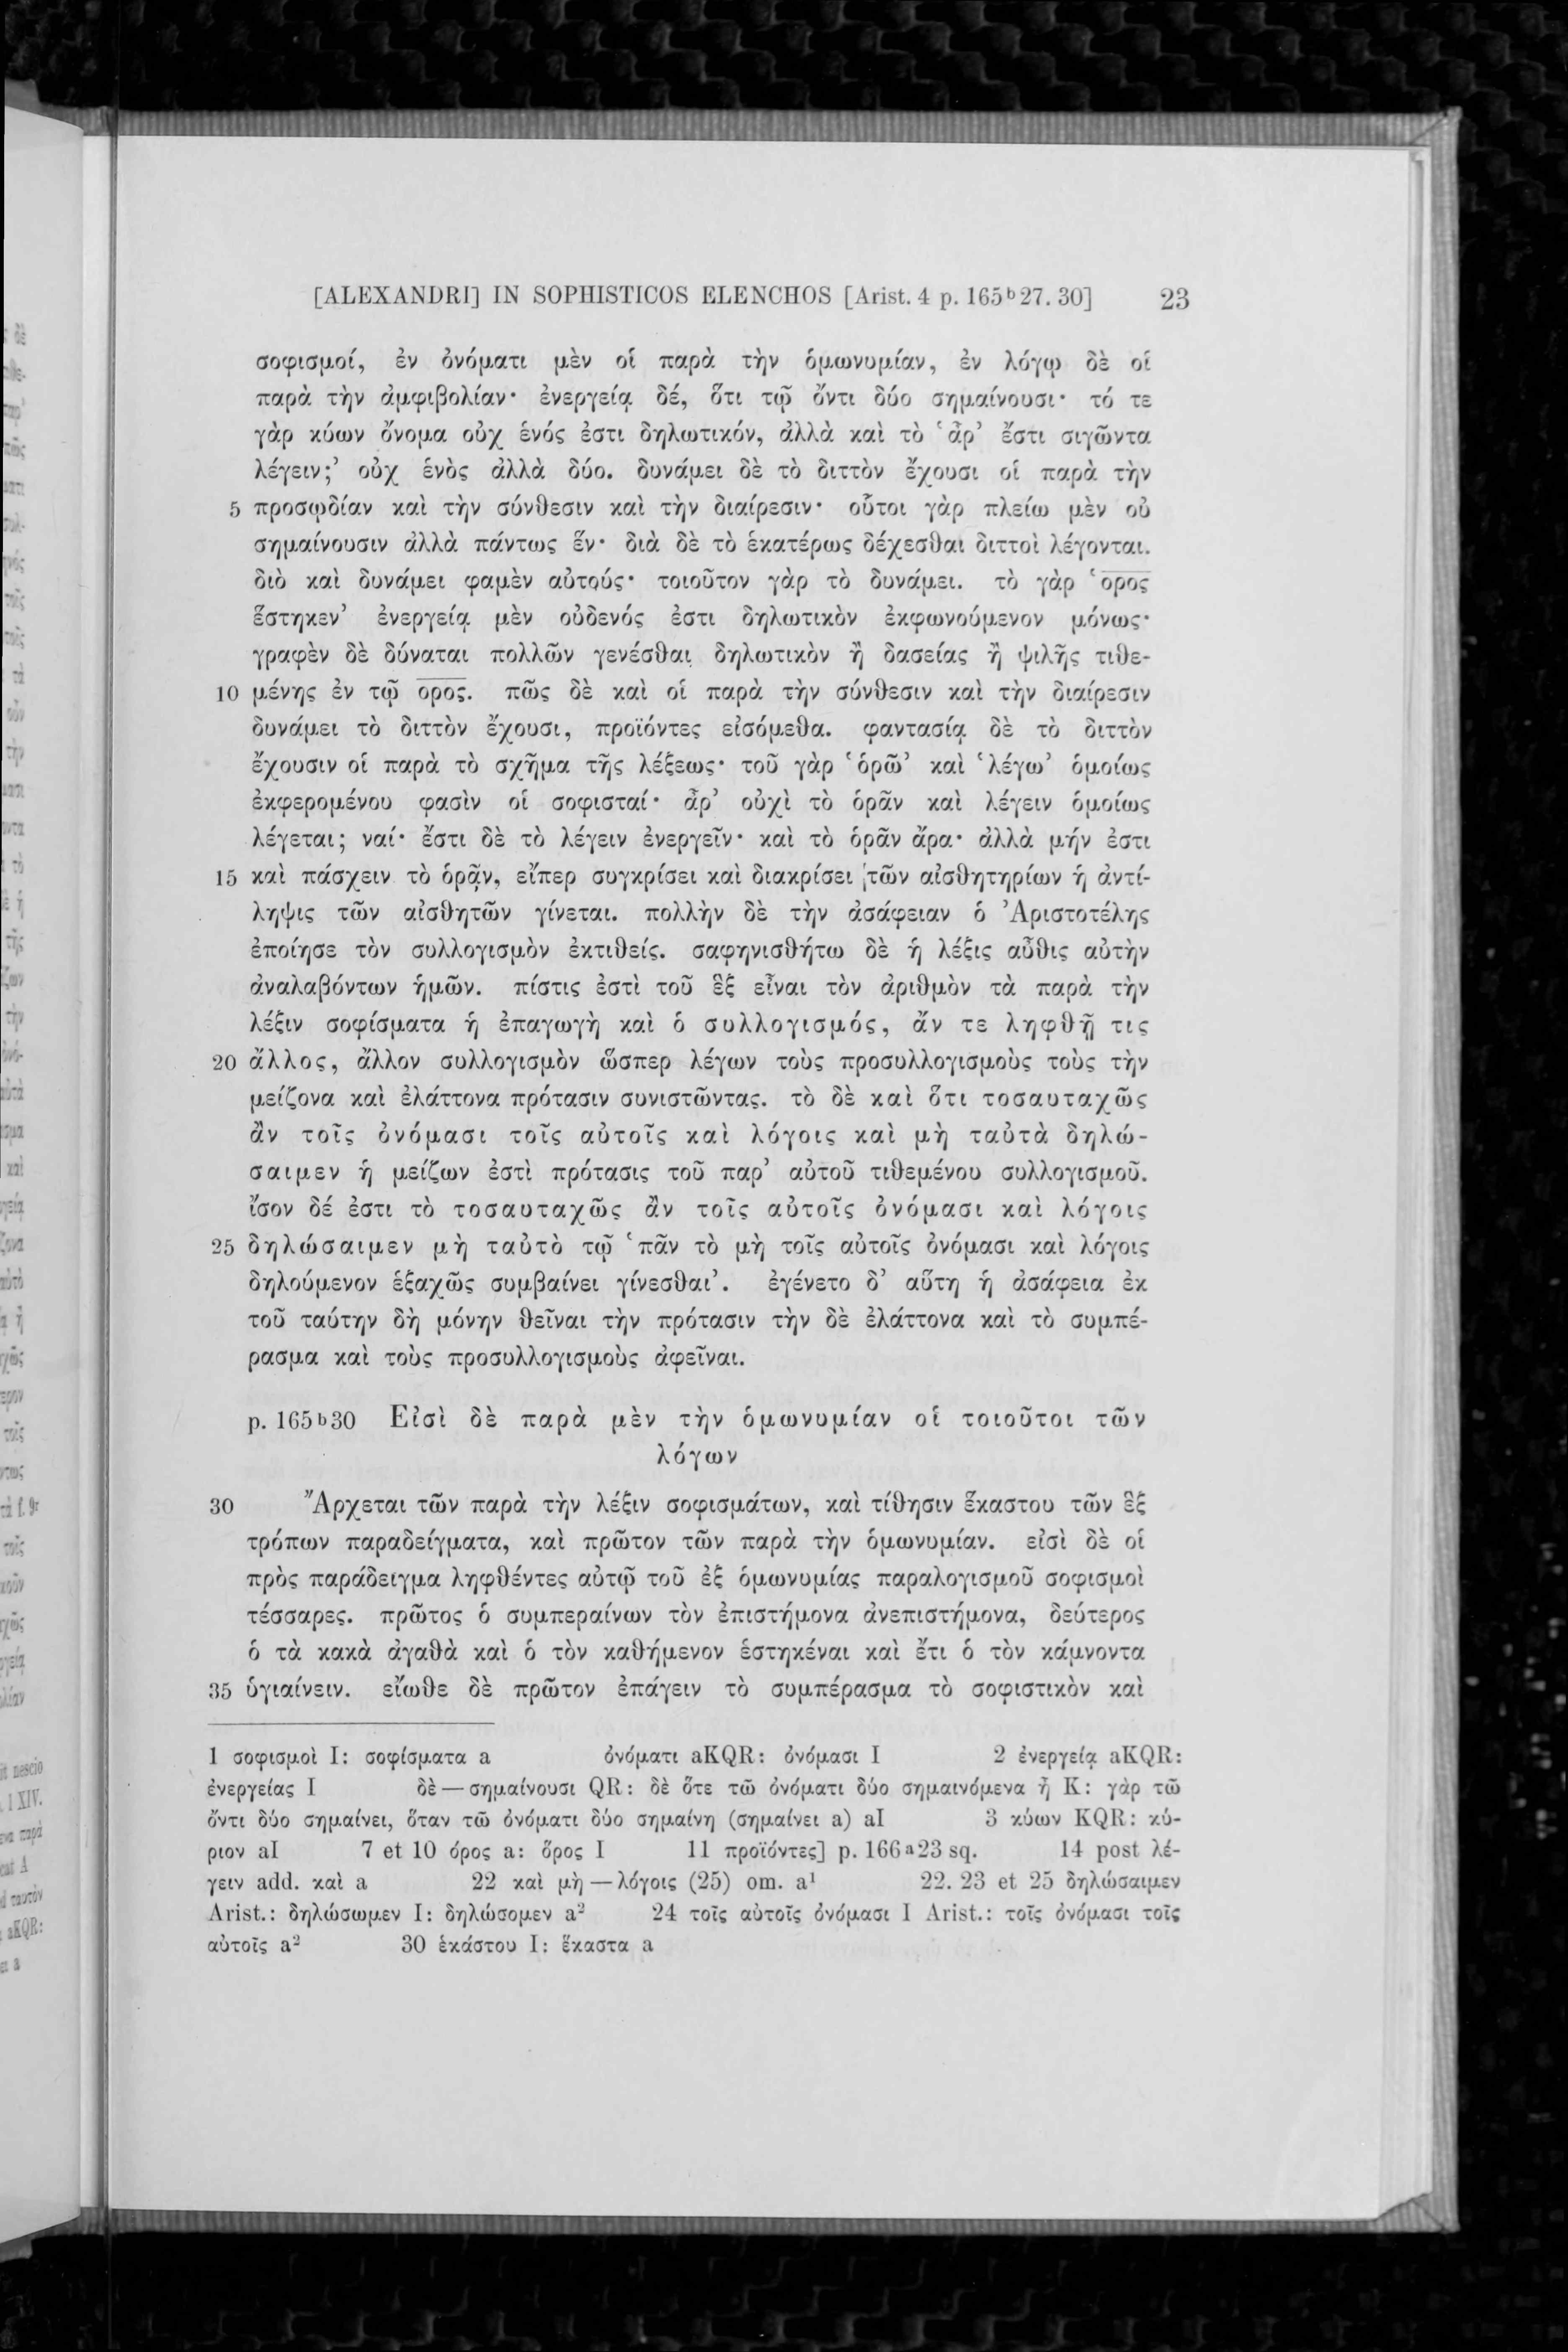 [ALEXANDRI] IN SOPHISTICOS ELENCHOS [Arist. 4 p. 165ᵇ27. 30] 23
σοφισμοί, ἐν ὀνόματι μὲν οἱ παρὰ τὴν ὁμωνυμίαν, ἐν λόγῳ δὲ οἱ
παρὰ τὴν ἀμφιβολίαν· ἐνεργείᾳ δέ, ὅτι τῷ ὄντι δύο σημαίνουσι· τό τε
γὰρ κύων ὄνομα οὐχ ἑνός ἐστι δηλωτικόν, ἀλλὰ καὶ τὸ ‘ἆρ’ ἔστι σιγῶντα
λέγειν;’ οὐχ ἑνὸς ἀλλὰ δύο. δυνάμει δὲ τὸ διττὸν ἔχουσι οἱ παρὰ τὴν
5 προσῳδίαν καὶ τὴν σύνθεσιν καὶ τὴν διαίρεσιν· οὗτοι γὰρ πλείω μὲν οὐ
σημαίνουσιν ἀλλὰ πάντως ἕν· διὰ δὲ τὸ ἑκατέρως δέχεσθαι διττοὶ λέγονται.
διὸ καὶ δυνάμει φαμὲν αὐτούς· τοιοῦτον γὰρ τὸ δυνάμει. τὸ γὰρ ‘ορος
ἕστηκεν’ ἐνεργείᾳ μὲν οὐδενός ἐστι δηλωτικὸν ἐκφωνούμενον μόνως·
γραφὲν δὲ δύναται πολλῶν γενέσθαι δηλωτικὸν ἢ δασείας ἢ ψιλῆς τιθε-
10 μένης ἐν τῷ ορος. πῶς δὲ καὶ οἱ παρὰ τὴν σύνθεσιν καὶ τὴν διαίρεσιν
δυνάμει τὸ διττὸν ἔχουσι, προϊόντες εἰσόμεθα. φαντασίᾳ δὲ τὸ διττὸν
ἔχουσιν οἱ παρὰ τὸ σχῆμα τῆς λέξεως· τοῦ γὰρ ‘ὁρῶ’ καὶ ‘λέγω’ ὁμοίως
ἐκφερομένου φασὶν οἱ σοφισταί· ἆρ’ οὐχὶ τὸ ὁρᾶν καὶ λέγειν ὁμοίως
λέγεται; ναί· ἔστι δὲ τὸ λέγειν ἐνεργεῖν· καὶ τὸ ὁρᾶν ἄρα· ἀλλὰ μήν ἐστι
15 καὶ πάσχειν τὸ ὁρᾶν, εἴπερ συγκρίσει καὶ διακρίσει τῶν αἰσθητηρίων ἡ ἀντί-
ληψις τῶν αἰσθητῶν γίνεται. πολλὴν δὲ τὴν ἀσάφειαν ὁ Ἀριστοτέλης
ἐποίησε τὸν συλλογισμὸν ἐκτιθείς. σαφηνισθήτω δὲ ἡ λέξις αὖθις αὐτὴν
ἀναλαβόντων ἡμῶν. πίστις ἐστὶ τοῦ ἓξ εἶναι τὸν ἀριθμὸν τὰ παρὰ τὴν
λέξιν σοφίσματα ἡ ἐπαγωγὴ καὶ ὁ συλλογισμός, ἄν τε ληφθῇ τις
20 ἄλλος, ἄλλον συλλογισμὸν ὥσπερ λέγων τοὺς προσυλλογισμοὺς τοὺς τὴν
μείζονα καὶ ἐλάττονα πρότασιν συνιστῶντας. τὸ δὲ καὶ ὅτι τοσαυταχῶς
ἂν τοῖς ὀνόμασι τοῖς αὐτοῖς καὶ λόγοις καὶ μὴ ταὐτὰ δηλώ-
σαιμεν ἡ μείζων ἐστὶ πρότασις τοῦ παρ’ αὐτοῦ τιθεμένου συλλογισμοῦ.
ἴσον δέ ἐστι τὸ τοσαυταχῶς ἂν τοῖς αὐτοῖς ὀνόμασι καὶ λόγοις
25 δηλώσαιμεν μὴ ταὐτὸ τῷ ‘πᾶν τὸ μὴ τοῖς αὐτοῖς ὀνόμασι καὶ λόγοις
δηλούμενον ἑξαχῶς συμβαίνει γίνεσθαι’. ἐγένετο δ’ αὕτη ἡ ἀσάφεια ἐκ
τοῦ ταύτην δὴ μόνην θεῖναι τὴν πρότασιν τὴν δὲ ἐλάττονα καὶ τὸ συμπέ-
ρασμα καὶ τοὺς προσυλλογισμοὺς ἀφεῖναι.
p. 165ᵇ30 Εἰσὶ δὲ παρὰ μὲν τὴν ὁμωνυμίαν οἱ τοιοῦτοι τῶν
λόγων
30 Ἄρχεται τῶν παρὰ τὴν λέξιν σοφισμάτων, καὶ τίθησιν ἕκαστου τῶν ἓξ
τρόπων παραδείγματα, καὶ πρῶτον τῶν παρὰ τὴν ὁμωνυμίαν. εἰσὶ δὲ οἱ
πρὸς παράδειγμα ληφθέντες αὐτῷ τοῦ ἐξ ὁμωνυμίας παραλογισμοῦ σοφισμοὶ
τέσσαρες. πρῶτος ὁ συμπεραίνων τὸν ἐπιστήμονα ἀνεπιστήμονα, δεύτερος
ὁ τὰ κακὰ ἀγαθὰ καὶ ὁ τὸν καθήμενον ἑστηκέναι καὶ ἔτι ὁ τὸν κάμνοντα
35 ὑγιαίνειν. εἴωθε δὲ πρῶτον ἐπάγειν τὸ συμπέρασμα τὸ σοφιστικὸν καὶ
1 σοφισμοὶ I: σοφίσματα a ὀνόματι aKQR: ὀνόμασι I 2 ἐνεργείᾳ aKQR:
ἐνεργείας I δὲ — σημαίνουσι QR: δὲ ὅτε τῶ ὀνόματι δύο σημαινόμενα ἦ K: γὰρ τῶ
ὄντι δύο σημαίνει, ὅταν τῶ ὀνόματι δύο σημαίνη (σημαίνει a) aI 3 κύων KQR: κύ-
ριον aI 7 et 10 όρος a: ὅρος I 11 προϊόντες] p. 166ᵃ23 sq. 14 post λέ-
γειν add. καὶ a 22 καὶ μὴ — λόγοις (25) om. a¹ 22. 23 et 25 δηλώσαιμεν
Arist.: δηλώσωμεν I: δηλώσομεν a² 24 τοῖς αὐτοῖς ὀνόμασι I Arist.: τοῖς ὀνόμασι τοῖς
αὐτοῖς a² 30 ἑκάστου I: ἕκαστα a